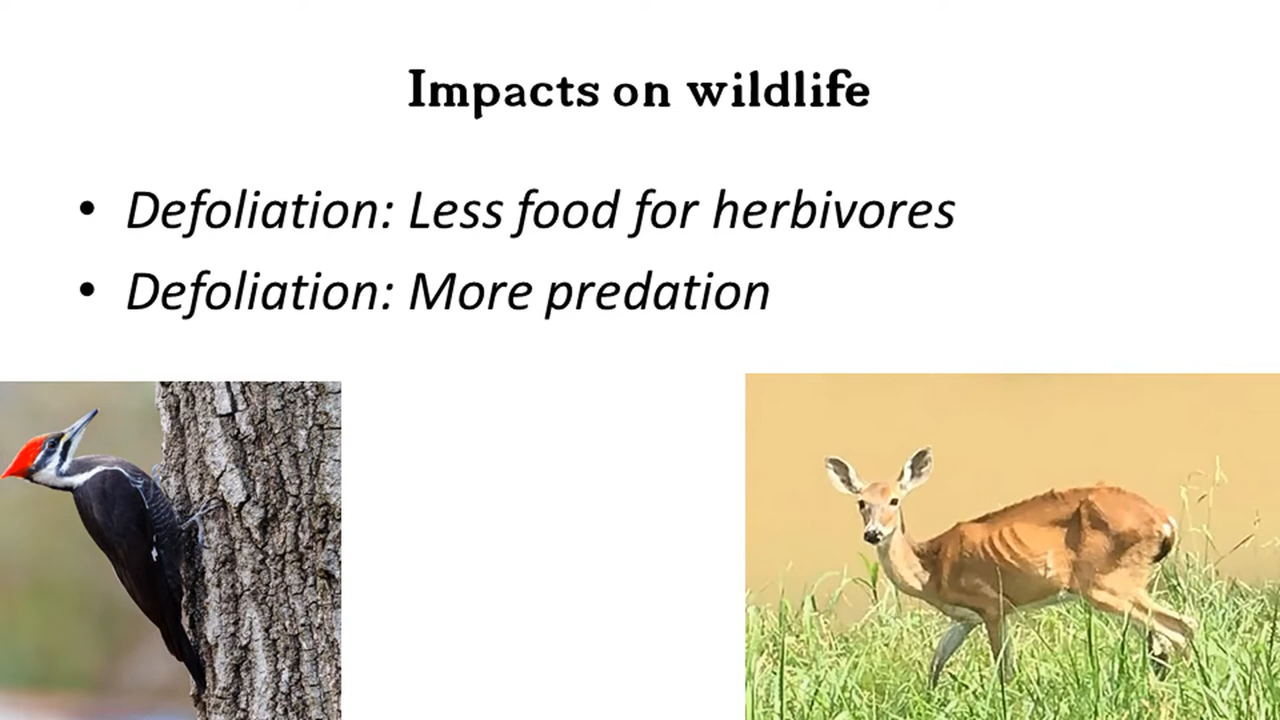 Impacts on wildlife
• Defoliation: Less food for herbivores
• Defoliation: More predation